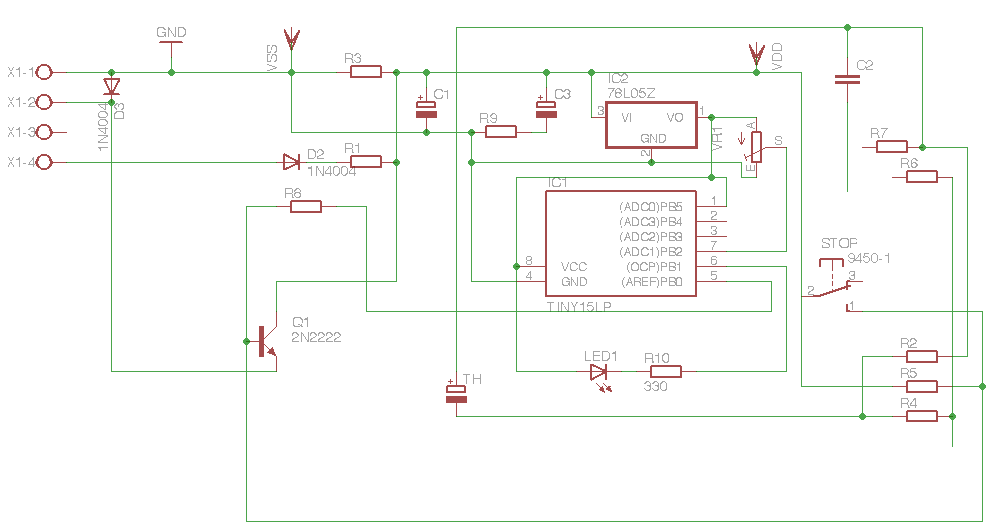 GND
VSS
VDD
X1-1
X1-2
X1-3
X1-4
1N4004
D3
R3
C1
C3
R9
D2
1N4004
R1
R8
IC2
78L05Z
VI
VO
GND
3
1
2
VR1
A
S
E
IC1
(ADC0)PB5
(ADC3)PB4
(ADC2)PB3
(ADC1)PB2
(OCP)PB1
(AREF)PB0
1
2
3
7
6
5
8
4
VCC
GND
TINY15LP
C2
R7
R6
STOP
9450-1
3
2
1
Q1
2N2222
LED1
R10
330
TH
+
+
+
R2
R5
R4